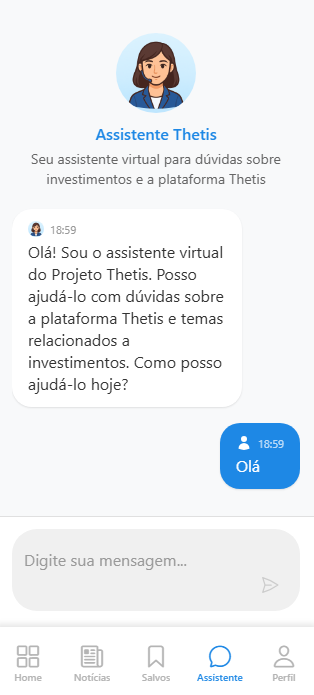 Assistente Thetis
Seu assistente virtual para dúvidas sobre
investimentos e a plataforma Thetis
18:59
Olá! Sou o assistente virtual
do Projeto Thetis. Posso
ajudá-lo com dúvidas sobre
a plataforma Thetis e temas
relacionados a
investimentos. Como posso
ajudá-lo hoje?
18:59
Olá
Digite sua mensagem...
Home
Notícias
Salvos
Assistente
Perfil